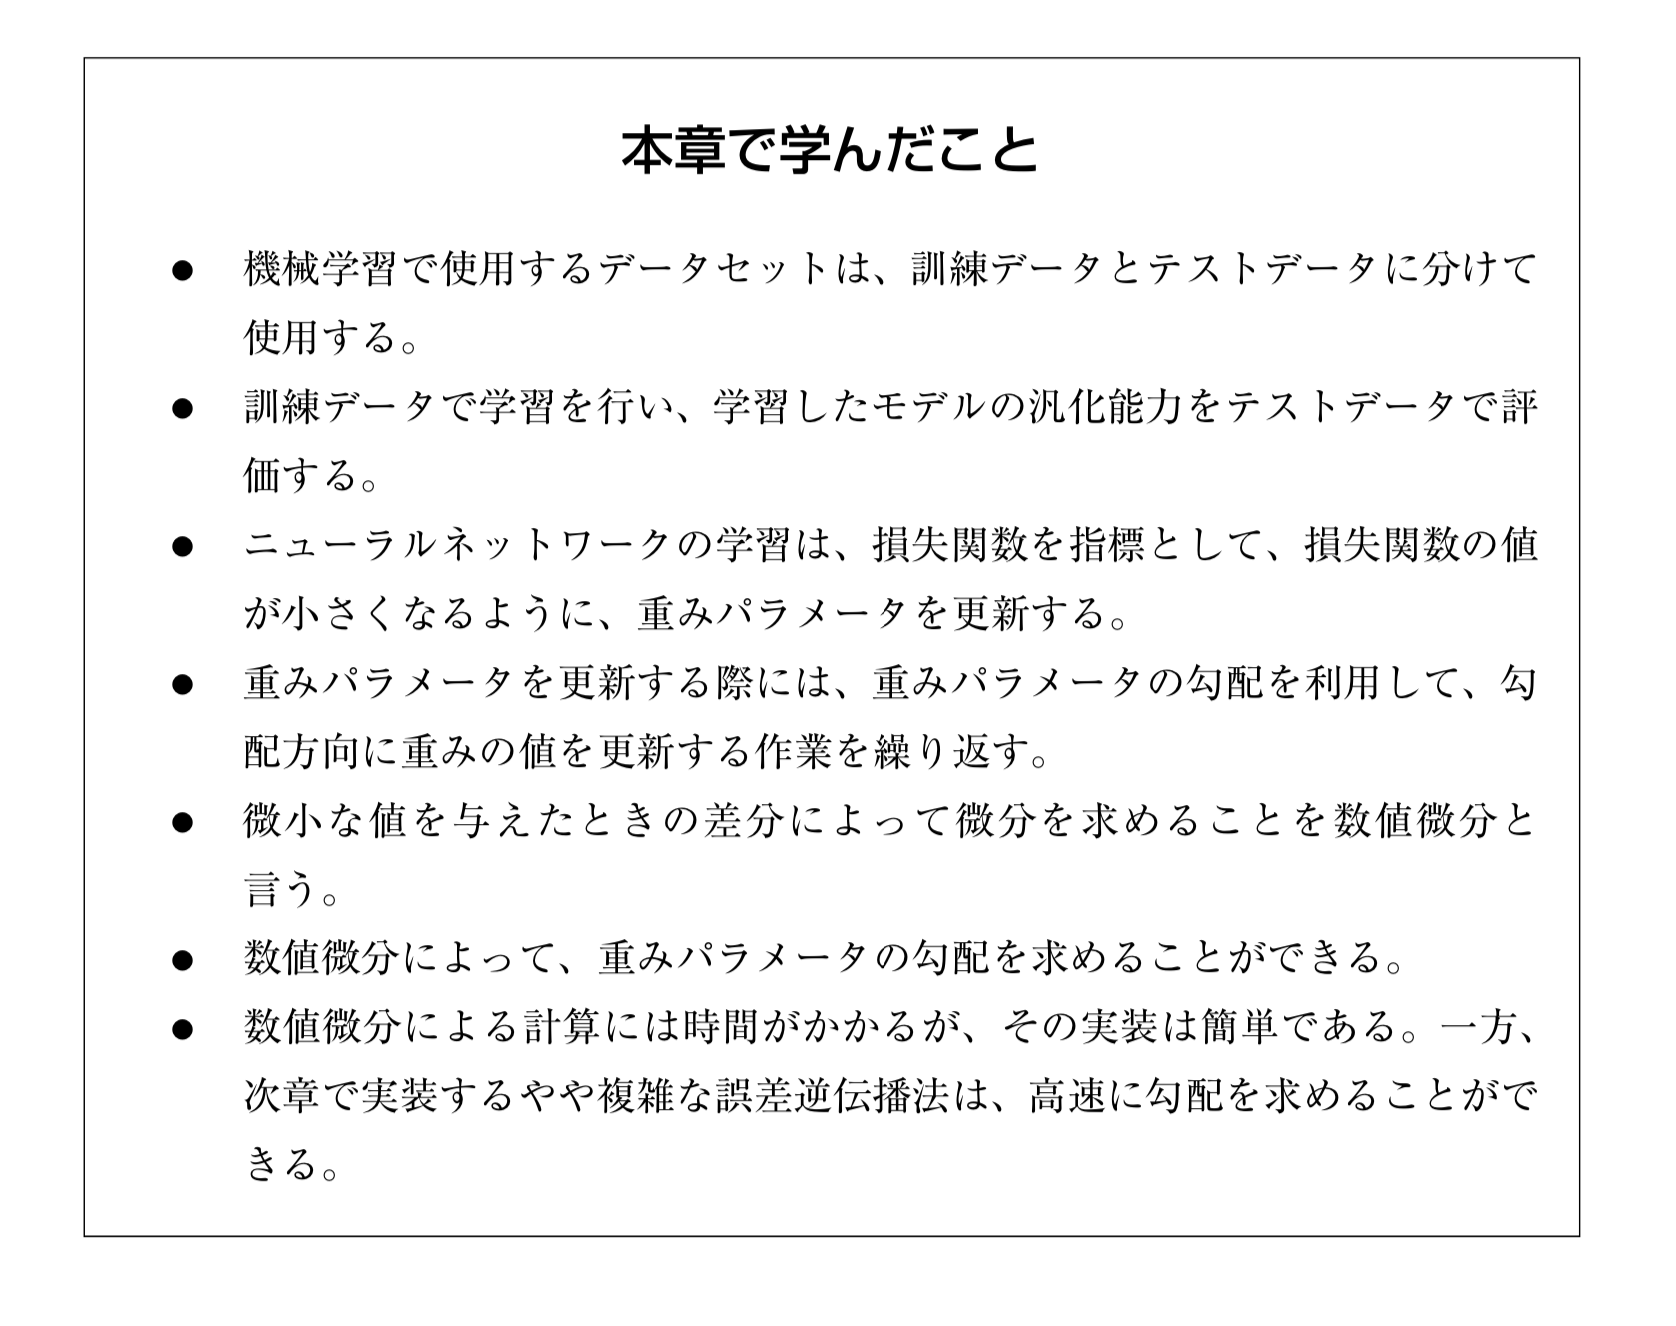 本章で学んだこと
● 機械学習で使用するデータセットは、訓練データとテストデータに分けて
使用する。
● 訓練データで学習を行い、学習したモデルの汎化能力をテストデータで評
価する。
● ニューラルネットワークの学習は、損失関数を指標として、損失関数の値
が小さくなるように、重みパラメータを更新する。
● 重みパラメータを更新する際には、重みパラメータの勾配を利用して、勾
配方向に重みの値を更新する作業を繰り返す。
● 微小な値を与えたときの差分によって微分を求めることを数値微分と
言う。
● 数値微分によって、重みパラメータの勾配を求めることができる。
● 数値微分による計算には時間がかかるが、その実装は簡単である。一方、
次章で実装するやや複雑な誤差逆伝播法は、高速に勾配を求めることがで
きる。